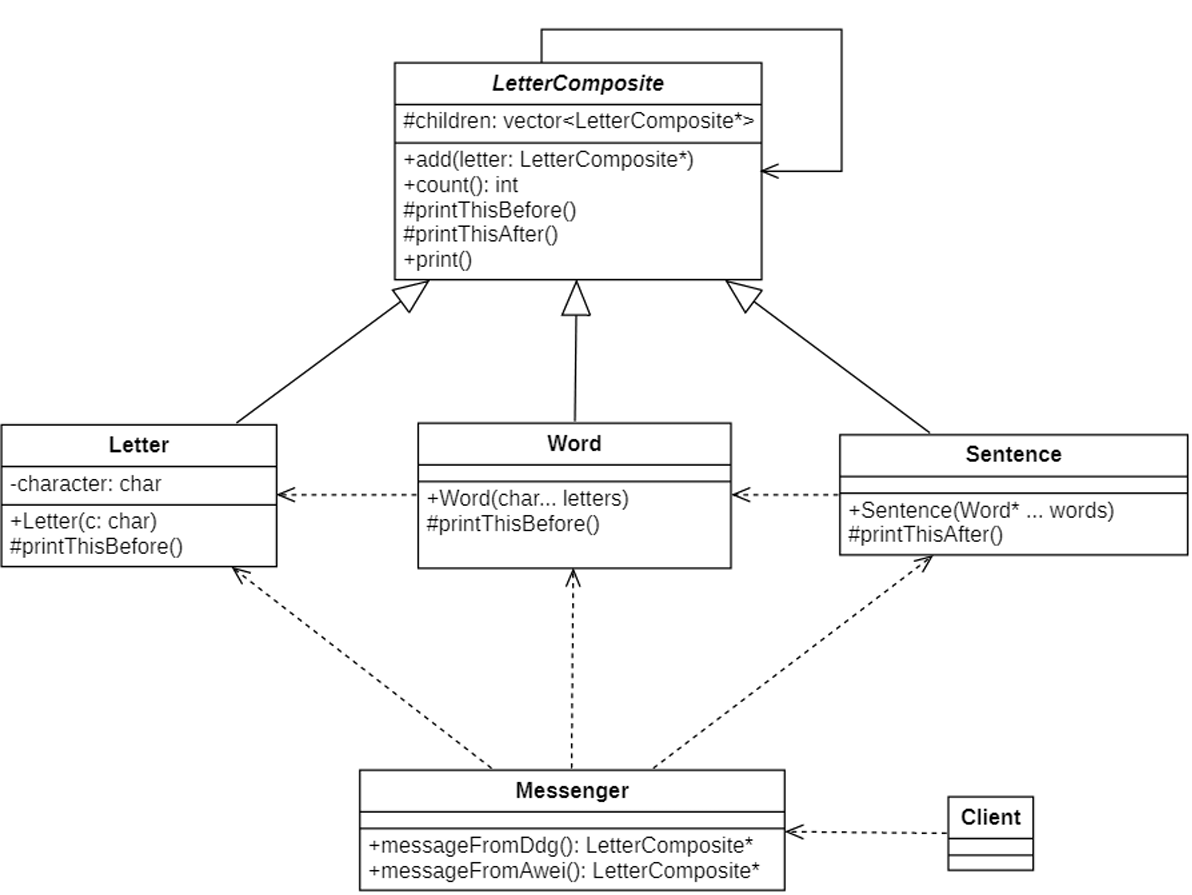 LetterComposite
#children: vector<LetterComposite*>
+add(letter: LetterComposite*)
+count(): int
#printThisBefore()
#printThisAfter()
+print()
Letter
-character: char
+Letter(c: char)
#printThisBefore()
Word
+Word(char... letters)
#printThisBefore()
Sentence
+Sentence(Word* ... words)
#printThisAfter()
Messenger
+messageFromDdg(): LetterComposite*
+messageFromAwei(): LetterComposite*
Client